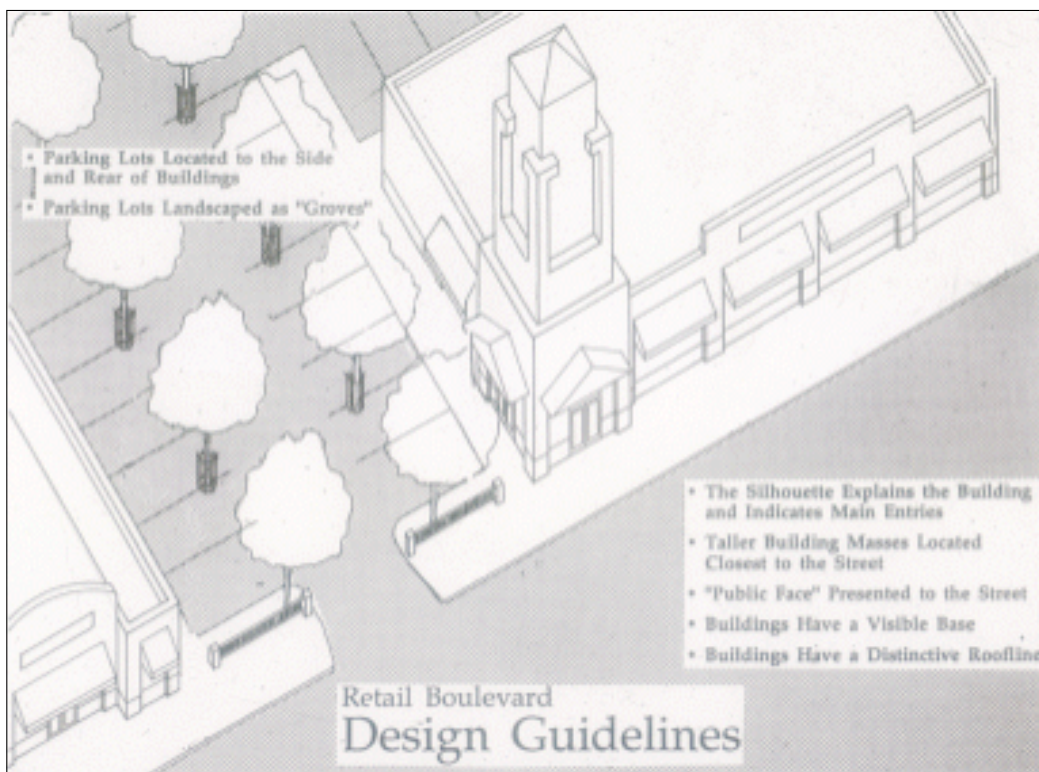 • Parking Lots Located to the Side
and Rear of Buildings
• Parking Lots Landscaped as "Groves"
• The Silhouette Explains the Building
and Indicates Main Entries
• Taller Building Masses Located
Closest to the Street
• "Public Face" Presented to the Street
• Buildings Have a Visible Base
• Buildings Have a Distinctive Roofline
Retail Boulevard
Design Guidelines